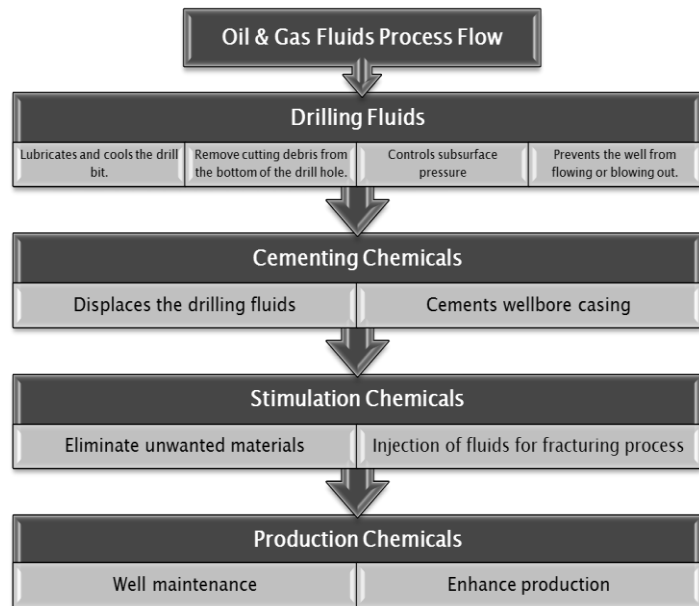 Oil & Gas Fluids Process Flow
Drilling Fluids
Lubricates and cools the drill
bit.
Remove cutting debris from
the bottom of the drill hole.
Controls subsurface
pressure
Prevents the well from
flowing or blowing out.
Cementing Chemicals
Displaces the drilling fluids
Cements wellbore casing
Stimulation Chemicals
Eliminate unwanted materials
Injection of fluids for fracturing process
Production Chemicals
Well maintenance
Enhance production